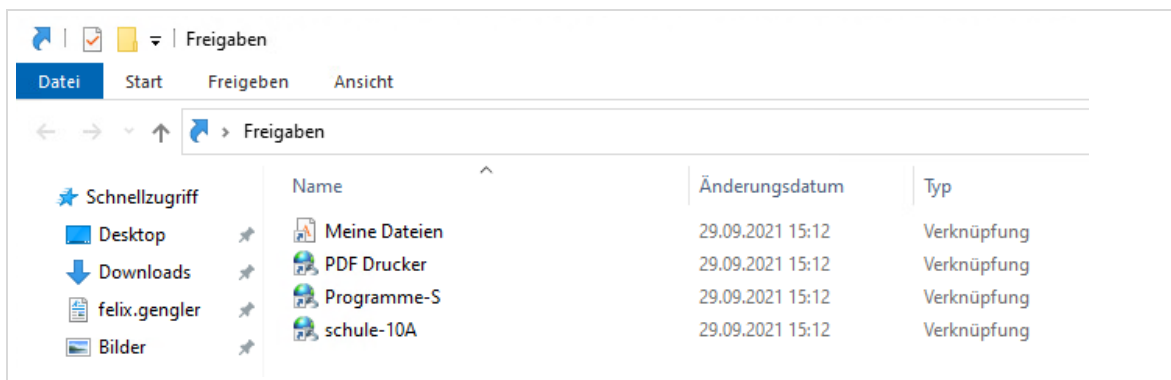 Freigaben
Datei Start Freigeben Ansicht
Freigaben
Schnellzugriff
Desktop
Downloads
felix.gengler
Bilder
Name Änderungsdatum Typ
Meine Dateien 29.09.2021 15:12 Verknüpfung
PDF Drucker 29.09.2021 15:12 Verknüpfung
Programme-S 29.09.2021 15:12 Verknüpfung
schule-10A 29.09.2021 15:12 Verknüpfung